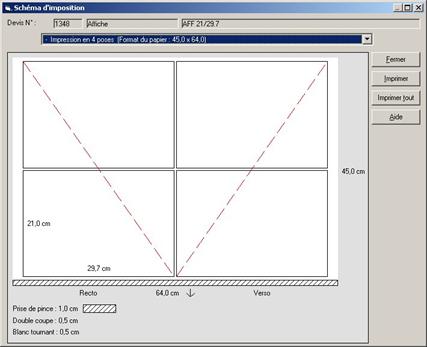 Schéma d'imposition
Devis N° : 1348 Affiche AFF 21/29.7
- Impression en 4 poses (Format du papier : 45,0 x 64,0)
Fermer
Imprimer
Imprimer tout
Aide
45,0 cm
21,0 cm
29,7 cm
Recto 64,0 cm Verso
Prise de pince : 1,0 cm
Double coupe : 0,5 cm
Blanc tournant : 0,5 cm